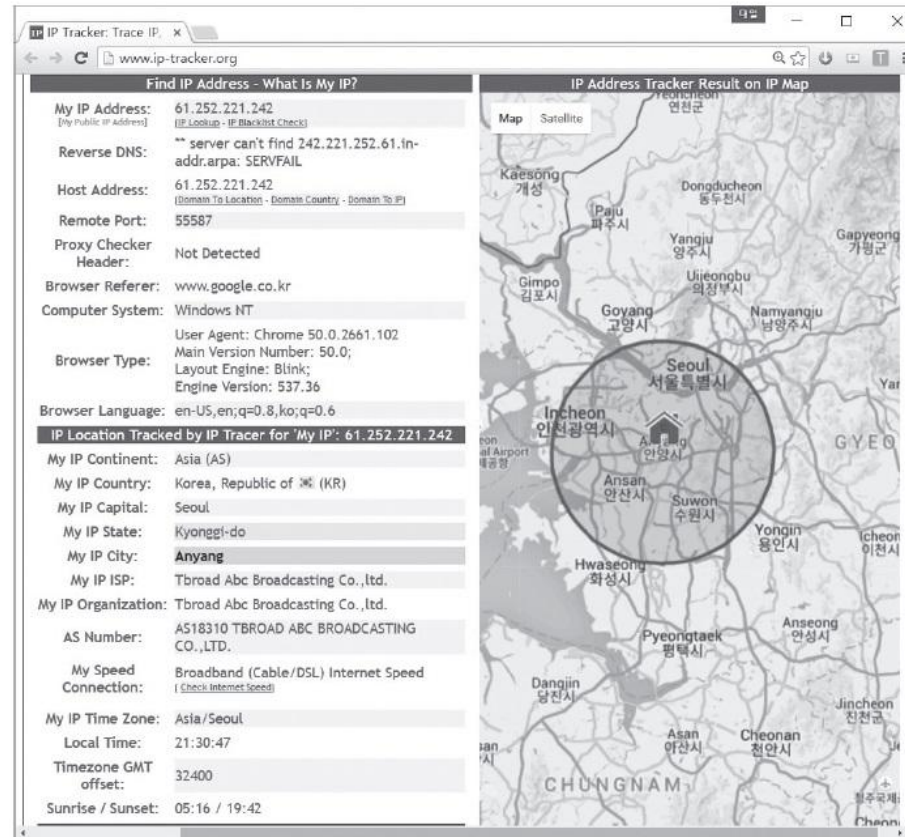 미얼
IP Tracker: Trace IP,
www.ip-tracker.org
Find IP Address - What Is My IP?
My IP Address:
61.252.221.242
[My Public IP Address]
(IP Lookup - IP Blacklist Check)
Reverse DNS:
** server can't find 242.221.252.61.in-
addr.arpa: SERVFAIL
Host Address:
61.252.221.242
(Domain To Location - Domain Country - Domain To IP)
Remote Port:
55587
Proxy Checker
Header:
Not Detected
Browser Referer:
www.google.co.kr
Computer System:
Windows NT
Browser Type:
User Agent: Chrome 50.0.2661.102
Main Version Number: 50.0;
Layout Engine: Blink;
Engine Version: 537.36
Browser Language:
en-US,en;q=0.8,ko;q=0.6
IP Location Tracked by IP Tracer for 'My IP': 61.252.221.242
My IP Continent:
Asia (AS)
My IP Country:
Korea, Republic of (KR)
My IP Capital:
Seoul
My IP State:
Kyonggi-do
My IP City:
Anyang
My IP ISP:
Tbroad Abc Broadcasting Co.,ltd.
My IP Organization:
Tbroad Abc Broadcasting Co.,ltd.
AS Number:
AS18310 TBROAD ABC BROADCASTING
CO.,LTD.
My Speed
Connection:
Broadband (Cable/DSL) Internet Speed
[ Check Internet Speed]
My IP Time Zone:
Asia/Seoul
Local Time:
21:30:47
Timezone GMT
offset:
32400
Sunrise / Sunset:
05:16 / 19:42
IP Address Tracker Result on IP Map
Map
Satellite
Yeoncheon
연천군
Kaesong
개성
Dongducheon
동두천시
Paju
파주시
Yangju
양주시
Gapyeong
가평군
Uijeongbu
의정부시
Gimpo
김포시
Goyang
고양시
Namyangju
남양주시
Seoul
서울특별시
Incheon
인천광역시
안양시
al Airport
GYEO
Ansan
안산시
Suwon
수원시
Yongin
용인시
Icheon
이천시
Hwaseong
화성시
Anseong
안성시
Pyeongtaek
평택시
Dangjin
당진시
Jincheon
진천군
Asan
아산시
Cheonan
천안시
CHUNGNAM
청주국제